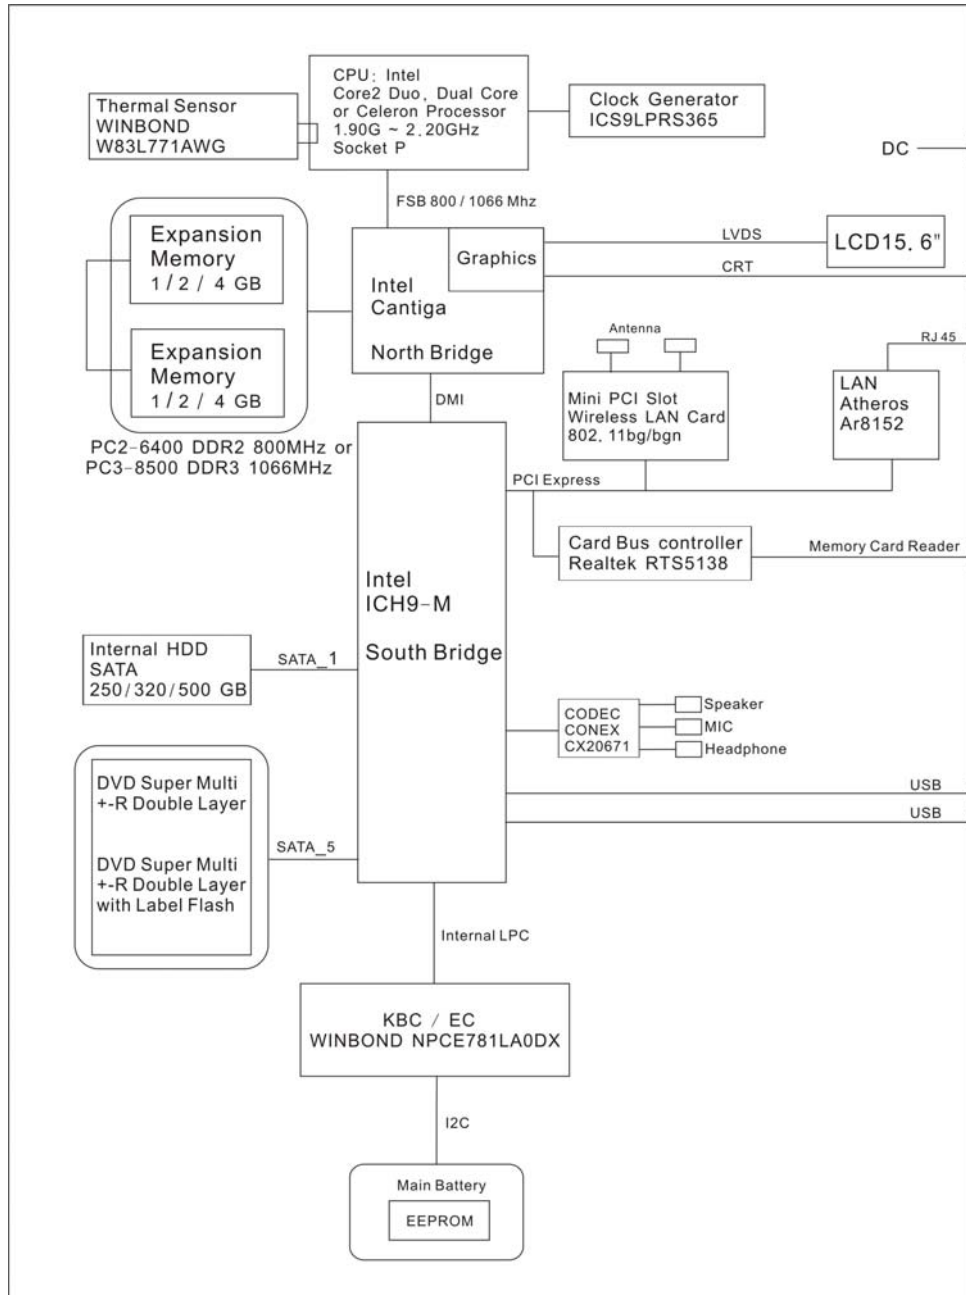 CPU: Intel
Core2 Duo, Dual Core
or Celeron Processor
1.90G ~ 2.20GHz
Socket P
Thermal Sensor
WINBOND
W83L771AWG
Clock Generator
ICS9LPRS365
DC
FSB 800 / 1066 Mhz
Expansion
Memory
1 / 2 / 4 GB
Expansion
Memory
1 / 2 / 4 GB
PC2-6400 DDR2 800MHz or
PC3-8500 DDR3 1066MHz
Graphics
Intel
Cantiga
North Bridge
LVDS
LCD15.6"
CRT
Antenna
RJ 45
Mini PCI Slot
Wireless LAN Card
802.11bg/bgn
LAN
Atheros
Ar8152
DMI
PCI Express
Card Bus controller
Realtek RTS5138
Memory Card Reader
Intel
ICH9-M
South Bridge
Internal HDD
SATA
250/320/500 GB
SATA_1
CODEC
CONEX
CX20671
Speaker
MIC
Headphone
USB
USB
DVD Super Multi
+-R Double Layer
DVD Super Multi
+-R Double Layer
with Label Flash
SATA_5
Internal LPC
KBC / EC
WINBOND NPCE781LA0DX
I2C
Main Battery
EEPROM